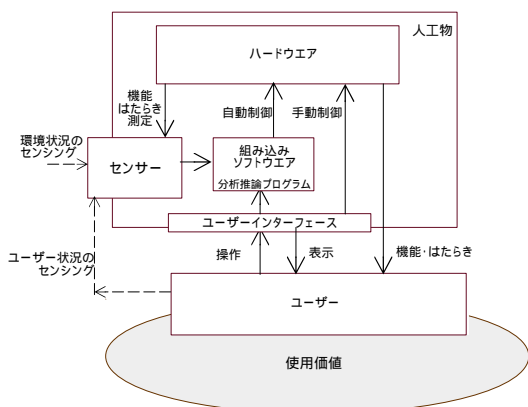 人工物
ハードウエア
機能
はたらき
測定
自動制御
手動制御
環境状況の
センシング
センサー
組み込み
ソフトウエア
分析推論プログラム
ユーザーインターフェース
操作
表示
機能・はたらき
ユーザー状況の
センシング
ユーザー
使用価値